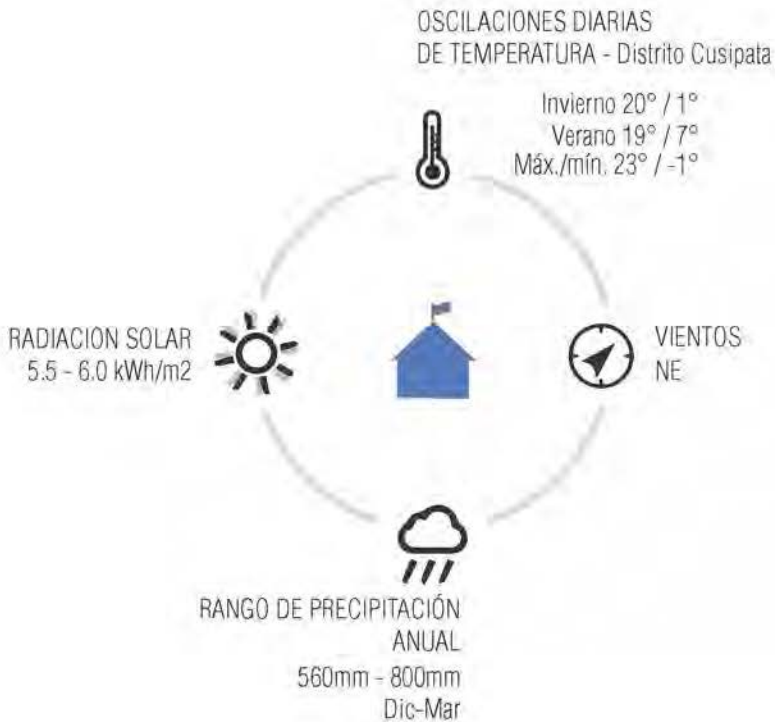 OSCILACIONES DIARIAS
DE TEMPERATURA - Distrito Cusipata
Invierno 20° / 1°
Verano 19° / 7°
Máx./mín. 23° / -1°
RADIACION SOLAR
5.5 - 6.0 kWh/m2
VIENTOS
NE
RANGO DE PRECIPITACIÓN
ANUAL
560mm - 800mm
Dic-Mar